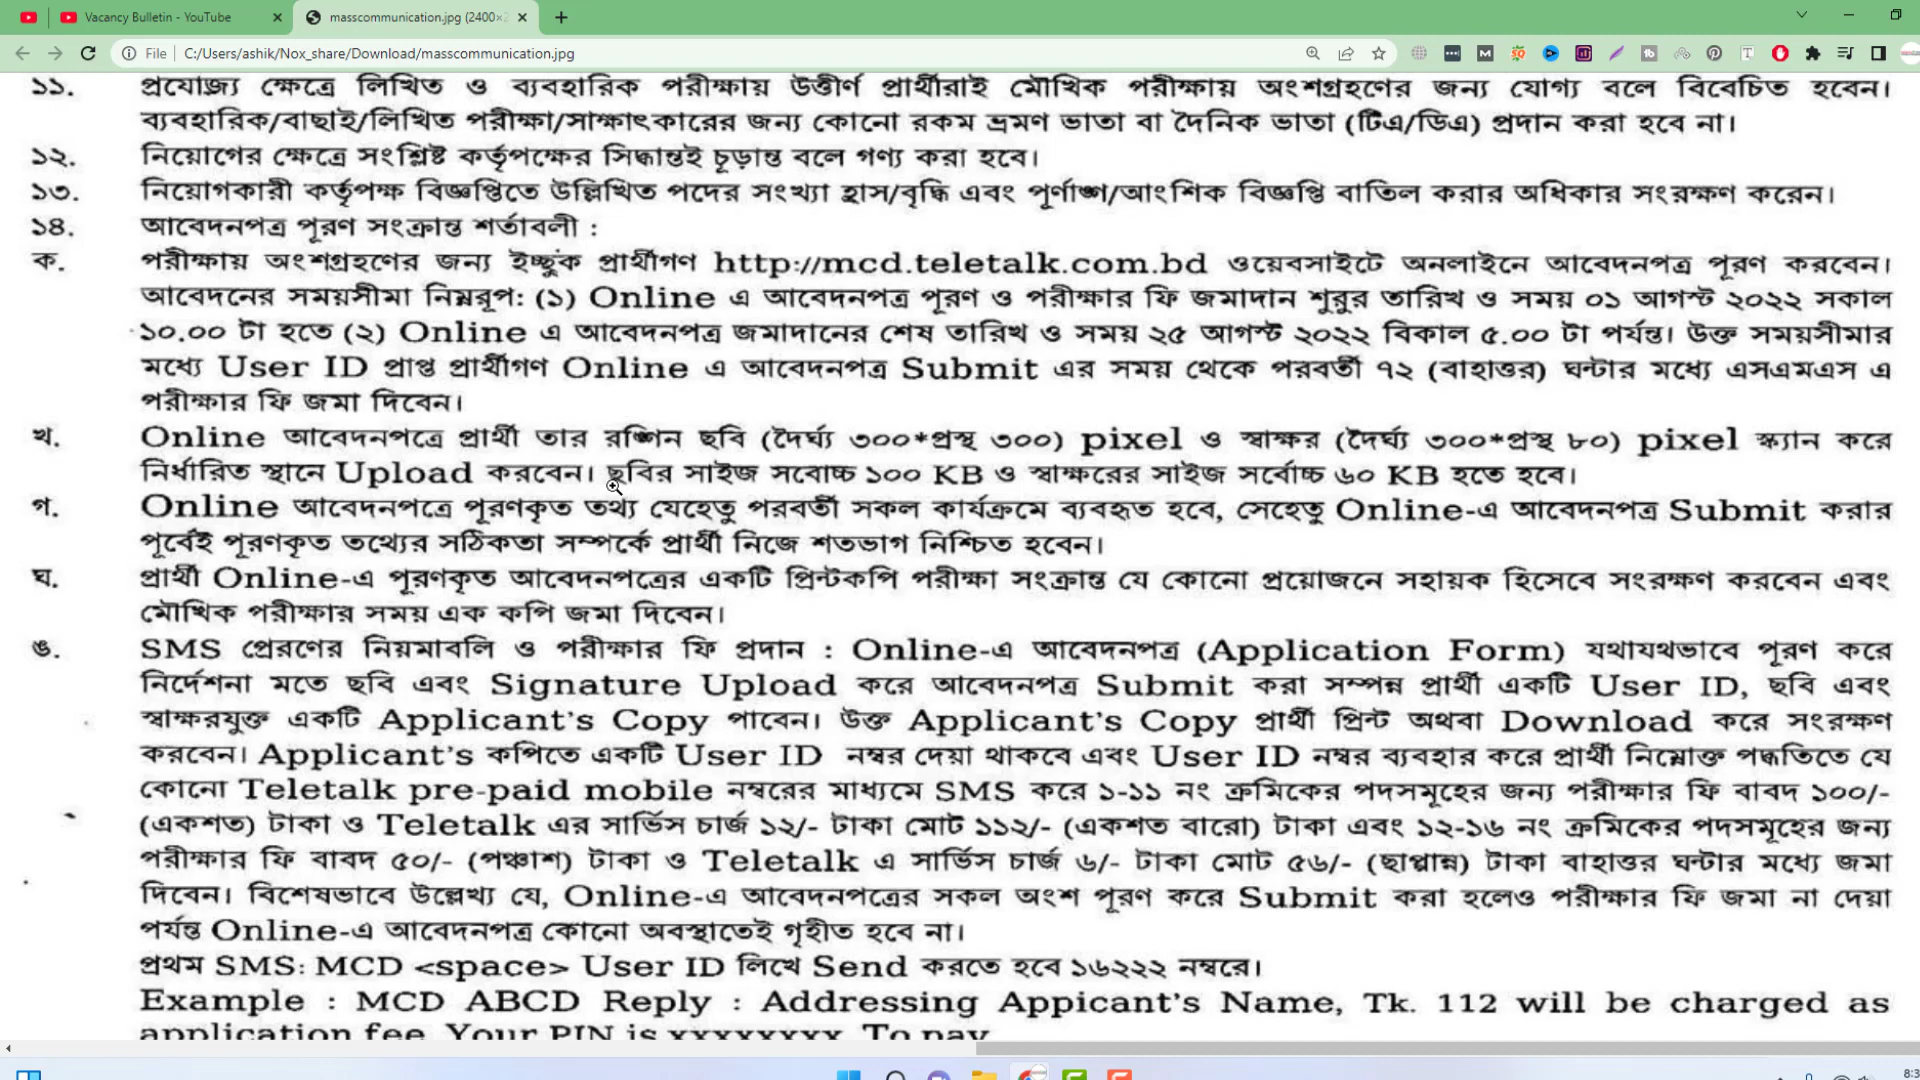 Vacancy Bulletin - YouTube
masscommunication.jpg (2400×2
File C:/Users/ashik/Nox_share/Download/masscommunication.jpg
১১. প্রযোজ্য ক্ষেত্রে লিখিত ও ব্যবহারিক পরীক্ষায় উত্তীর্ণ প্রার্থীরাই মৌখিক পরীক্ষায় অংশগ্রহণের জন্য যোগ্য বলে বিবেচিত হবেন।
ব্যবহারিক/বাছাই/লিখিত পরীক্ষা/সাক্ষাৎকারের জন্য কোনো রকম ভ্রমণ ভাতা বা দৈনিক ভাতা (টিএ/ডিএ) প্রদান করা হবে না।
১২. নিয়োগের ক্ষেত্রে সংশ্লিষ্ট কর্তৃপক্ষের সিদ্ধান্তই চূড়ান্ত বলে গণ্য করা হবে।
১৩. নিয়োগকারী কর্তৃপক্ষ বিজ্ঞপ্তিতে উল্লিখিত পদের সংখ্যা হ্রাস/বৃদ্ধি এবং পূর্ণাঙ্গ/আংশিক বিজ্ঞপ্তি বাতিল করার অধিকার সংরক্ষণ করেন।
১৪. আবেদনপত্র পূরণ সংক্রান্ত শর্তাবলী :
ক. পরীক্ষায় অংশগ্রহণের জন্য ইচ্ছুক প্রার্থীগণ http://mcd.teletalk.com.bd ওয়েবসাইটে অনলাইনে আবেদনপত্র পূরণ করবেন।
আবেদনের সময়সীমা নিম্নরূপ: (১) Online এ আবেদনপত্র পূরণ ও পরীক্ষার ফি জমাদান শুরুর তারিখ ও সময় ০১ আগস্ট ২০২২ সকাল
১০.০০ টা হতে (২) Online এ আবেদনপত্র জমাদানের শেষ তারিখ ও সময় ২৫ আগস্ট ২০২২ বিকাল ৫.০০ টা পর্যন্ত। উক্ত সময়সীমার
মধ্যে User ID প্রাপ্ত প্রার্থীগণ Online এ আবেদনপত্র Submit এর সময় থেকে পরবর্তী ৭২ (বাহাত্তর) ঘন্টার মধ্যে এসএমএস এ
পরীক্ষার ফি জমা দিবেন।
খ. Online আবেদনপত্রে প্রার্থী তার রঙ্গিন ছবি (দৈর্ঘ্য ৩০০*প্রস্থ ৩০০) pixel ও স্বাক্ষর (দৈর্ঘ্য ৩০০*প্রস্থ ৮০) pixel স্ক্যান করে
নির্ধারিত স্থানে Upload করবেন। ছবির সাইজ সবোচ্চ ১০০ KB ও স্বাক্ষরের সাইজ সর্বোচ্চ ৬০ KB হতে হবে।
গ. Online আবেদনপত্রে পূরণকৃত তথ্য যেহেতু পরবর্তী সকল কার্যক্রমে ব্যবহৃত হবে, সেহেতু Online-এ আবেদনপত্র Submit করার
পূর্বেই পূরণকৃত তথ্যের সঠিকতা সম্পর্কে প্রার্থী নিজে শতভাগ নিশ্চিত হবেন।
ঘ. প্রার্থী Online-এ পূরণকৃত আবেদনপত্রের একটি প্রিন্টকপি পরীক্ষা সংক্রান্ত যে কোনো প্রয়োজনে সহায়ক হিসেবে সংরক্ষণ করবেন এবং
মৌখিক পরীক্ষার সময় এক কপি জমা দিবেন।
ঙ. SMS প্রেরণের নিয়মাবলি ও পরীক্ষার ফি প্রদান : Online-এ আবেদনপত্র (Application Form) যথাযথভাবে পূরণ করে
নির্দেশনা মতে ছবি এবং Signature Upload করে আবেদনপত্র Submit করা সম্পন্ন প্রার্থী একটি User ID, ছবি এবং
স্বাক্ষরযুক্ত একটি Applicant's Copy পাবেন। উক্ত Applicant's Copy প্রার্থী প্রিন্ট অথবা Download করে সংরক্ষণ
করবেন। Applicant's কপিতে একটি User ID নম্বর দেয়া থাকবে এবং User ID নম্বর ব্যবহার করে প্রার্থী নিম্নোক্ত পদ্ধতিতে যে
কোনো Teletalk pre-paid mobile নম্বরের মাধ্যমে SMS করে ১-১১ নং ক্রমিকের পদসমূহের জন্য পরীক্ষার ফি বাবদ ১০০/-
(একশত) টাকা ও Teletalk এর সার্ভিস চার্জ ১২/- টাকা মোট ১১২/- (একশত বারো) টাকা এবং ১২-১৬ নং ক্রমিকের পদসমূহের জন্য
পরীক্ষার ফি বাবদ ৫০/- (পঞ্চাশ) টাকা ও Teletalk এ সার্ভিস চার্জ ৬/- টাকা মোট ৫৬/- (ছাপ্পান্ন) টাকা বাহাত্তর ঘন্টার মধ্যে জমা
দিবেন। বিশেষভাবে উল্লেখ্য যে, Online-এ আবেদনপত্রের সকল অংশ পূরণ করে Submit করা হলেও পরীক্ষার ফি জমা না দেয়া
পর্যন্ত Online-এ আবেদনপত্র কোনো অবস্থাতেই গৃহীত হবে না।
প্রথম SMS: MCD <space> User ID লিখে Send করতে হবে ১৬২২২ নম্বরে।
Example : MCD ABCD Reply : Addressing Appicant's Name, Tk. 112 will be charged as
application fee. Your PIN is xxxxxxxx. To pay